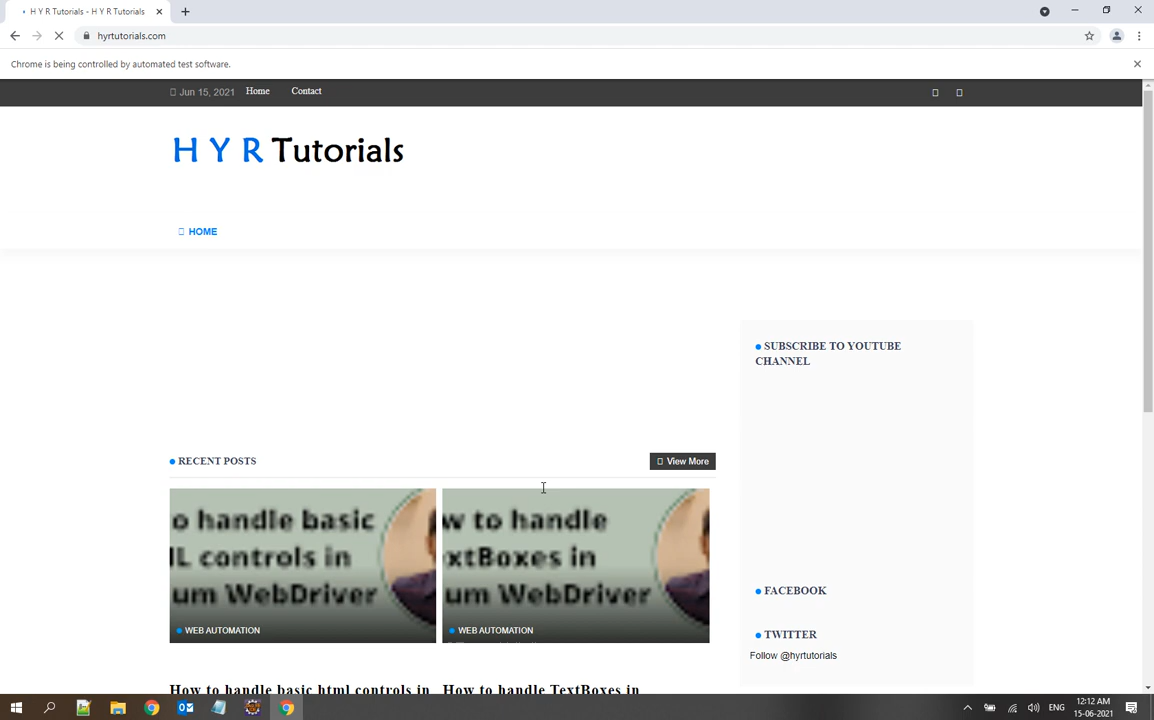 H Y R Tutorials - H Y R Tutorials
hyrtutorials.com
Chrome is being controlled by automated test software.
Jun 15, 2021 Home Contact
H Y R Tutorials
HOME
SUBSCRIBE TO YOUTUBE
CHANNEL
RECENT POSTS
View More
o handle basic
L controls in
um WebDriver
WEB AUTOMATION
w to handle
xtBoxes in
um WebDriver
WEB AUTOMATION
FACEBOOK
TWITTER
Follow @hyrtutorials
How to handle basic html controls in
How to handle TextBoxes in
ENG
12:12 AM
15-06-2021